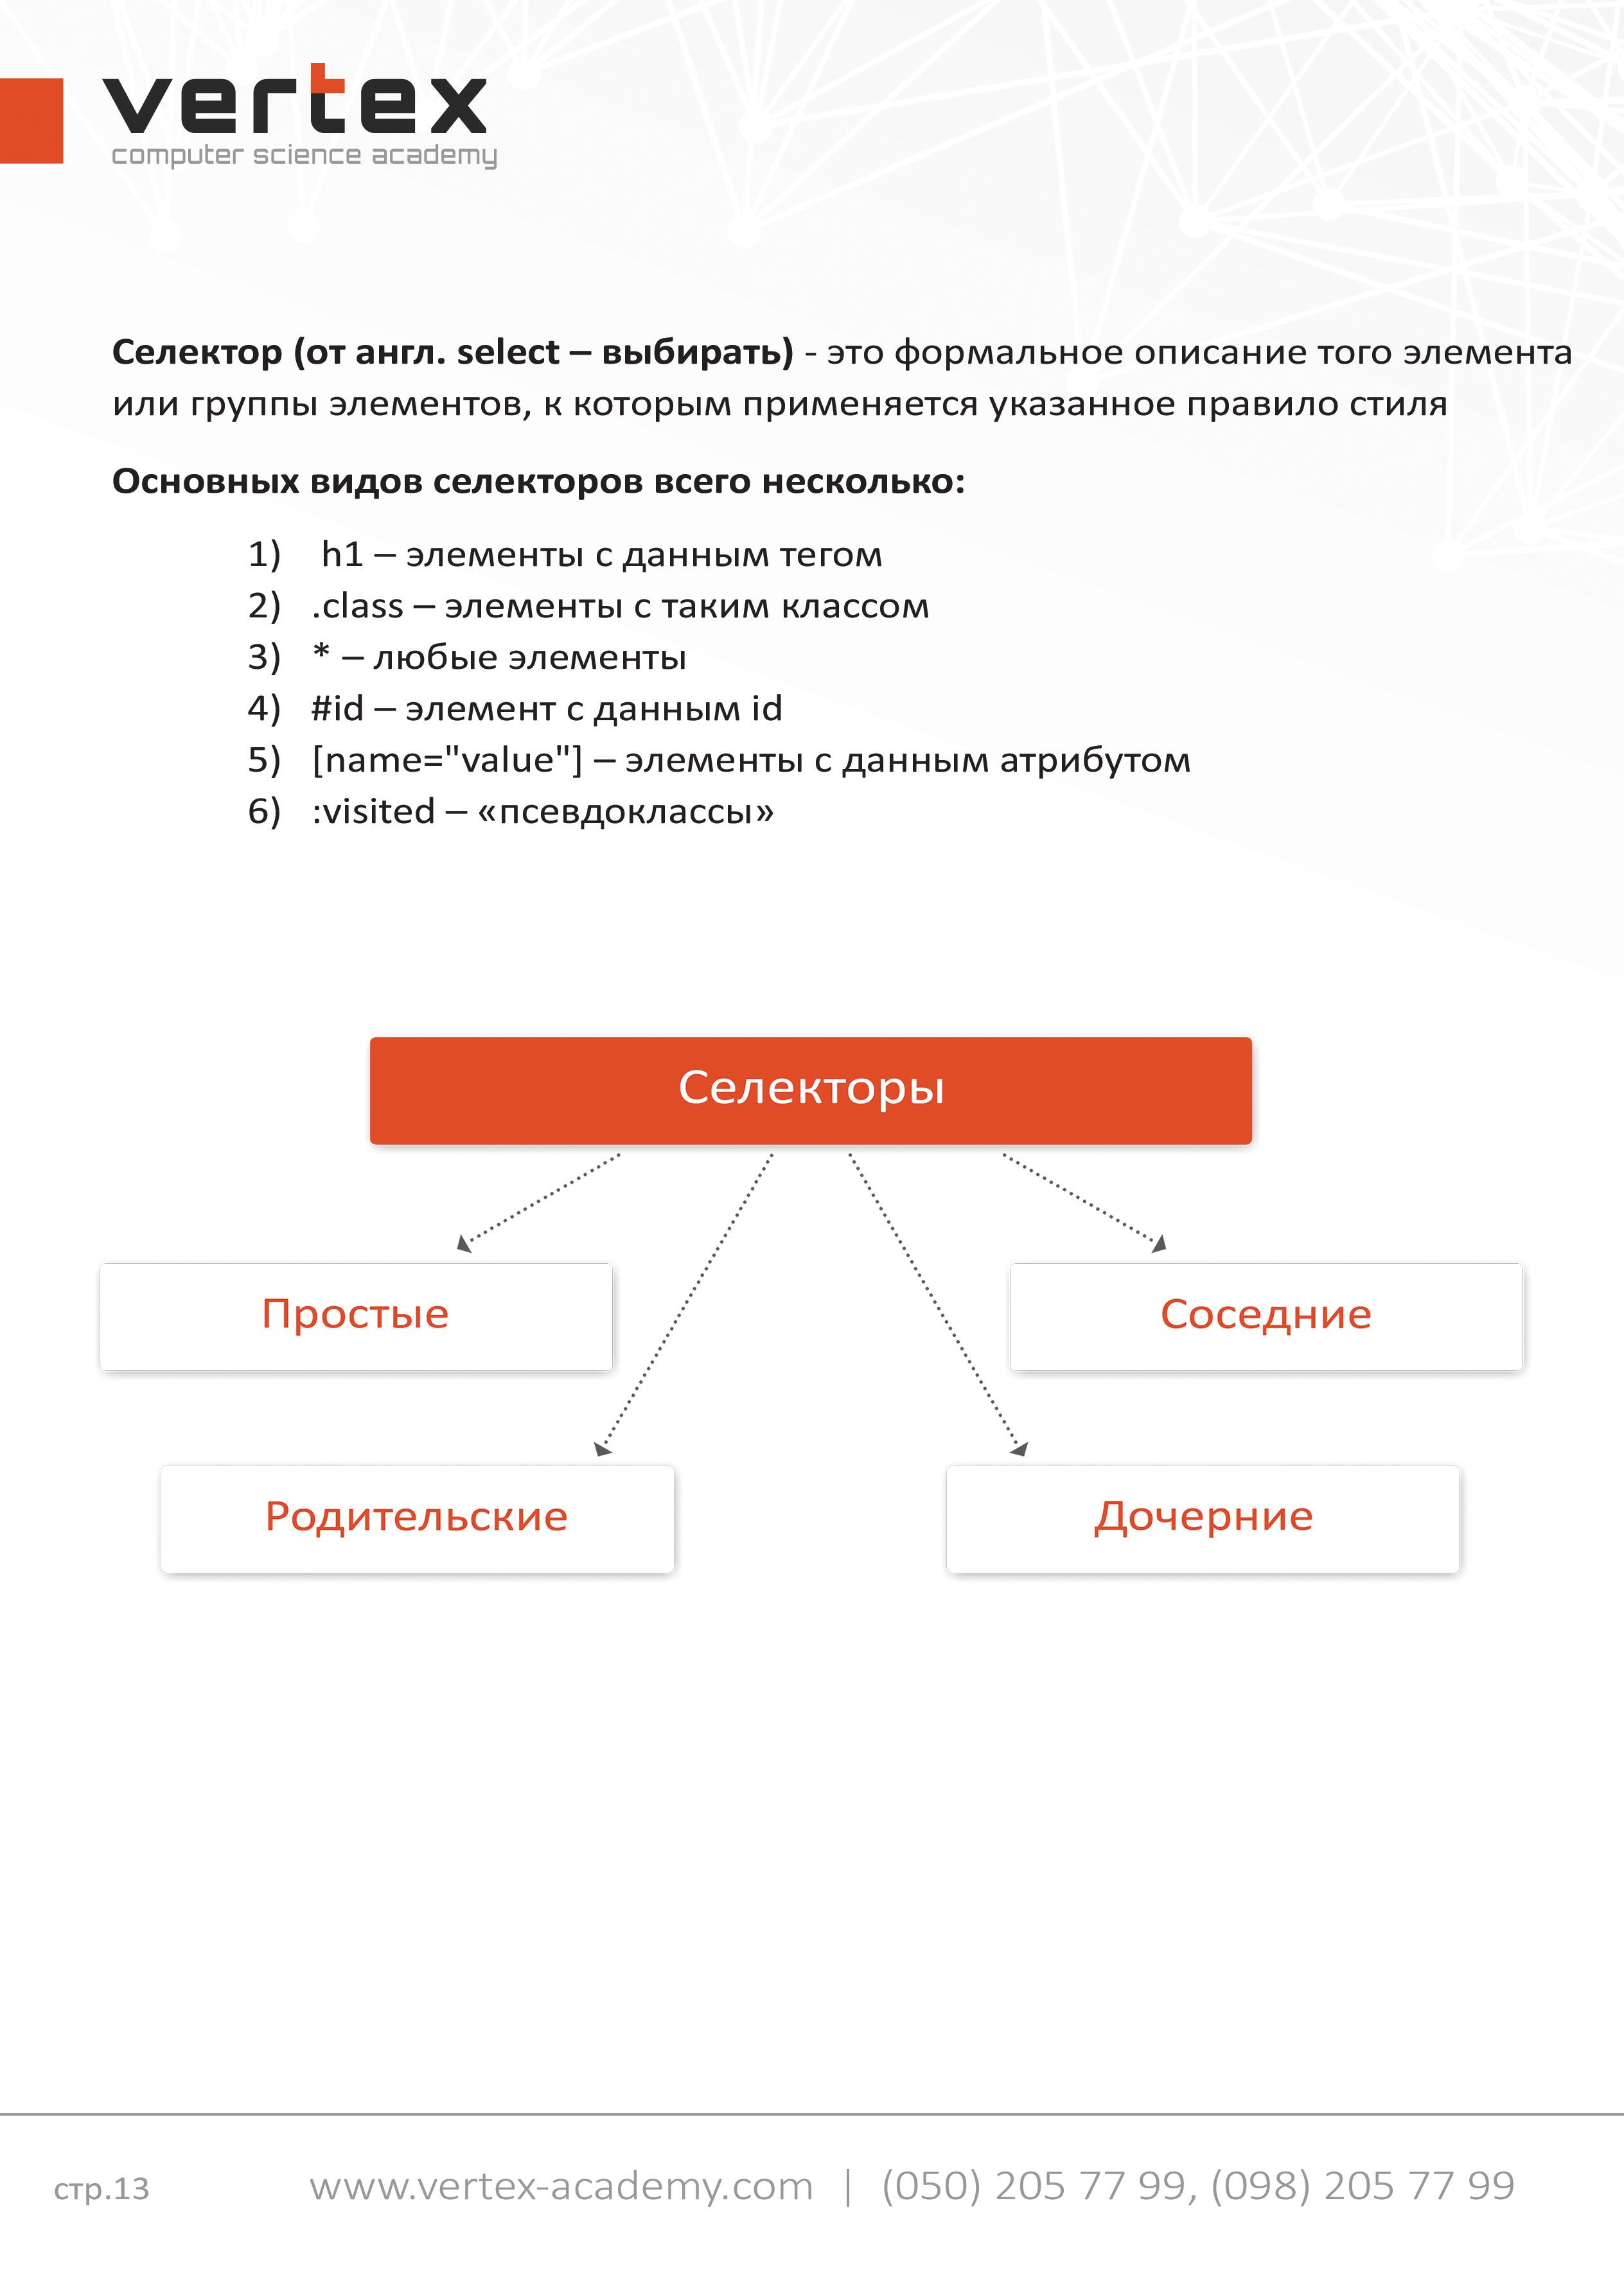 vertex
computer science academy
Селектор (от англ. select – выбирать) - это формальное описание того элемента
или группы элементов, к которым применяется указанное правило стиля
Основных видов селекторов всего несколько:
1) h1 – элементы с данным тегом
2) .class – элементы с таким классом
3) * – любые элементы
4) #id – элемент с данным id
5) [name="value"] – элементы с данным атрибутом
6) :visited – «псевдоклассы»
Селекторы
Простые
Соседние
Родительские
Дочерние
стр.13 www.vertex-academy.com | (050) 205 77 99, (098) 205 77 99